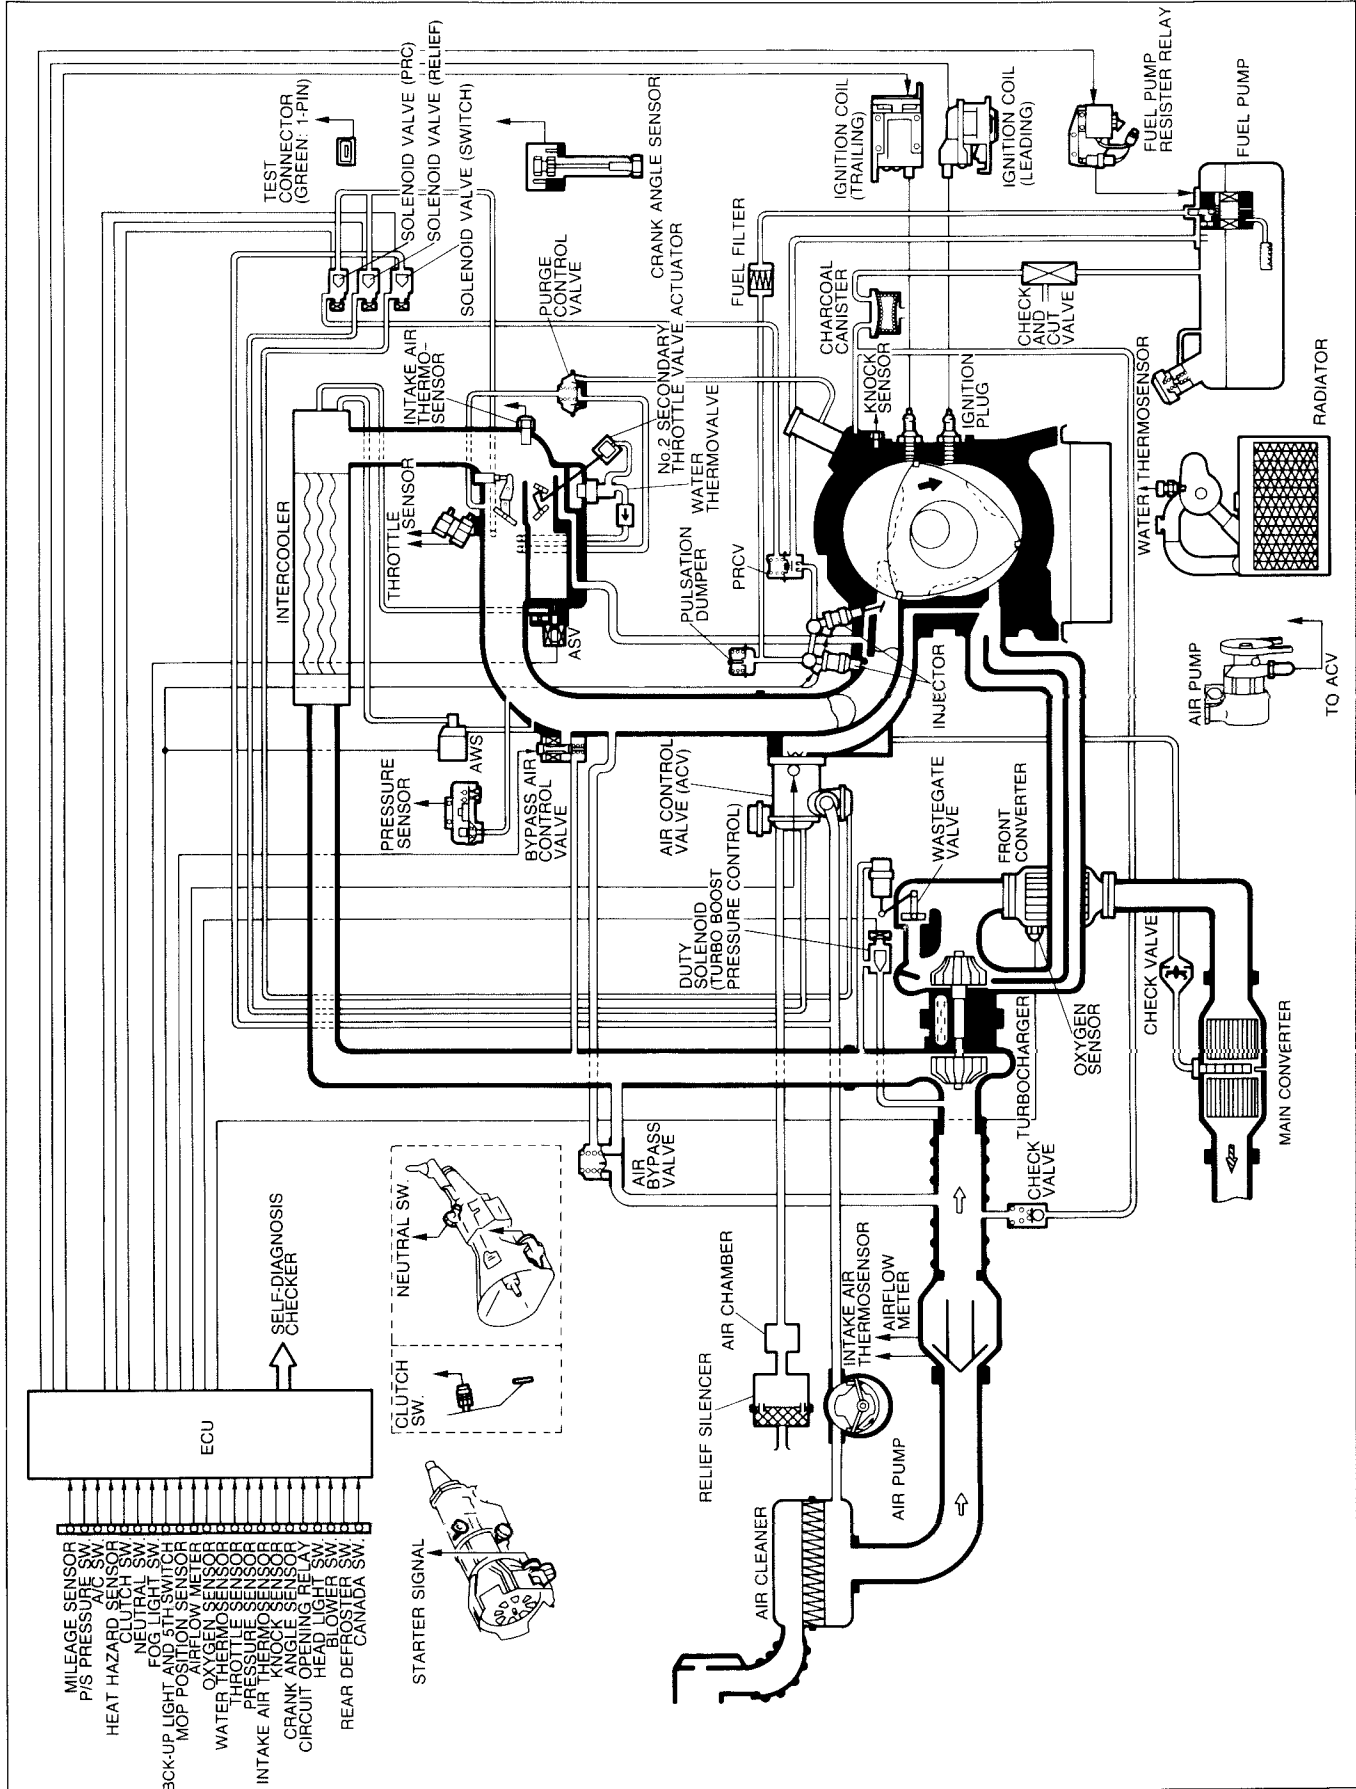 MILEAGE SENSOR
P/S PRESSURE SW.
A/C SW.
HEAT HAZARD SENSOR
CLUTCH SW.
NEUTRAL SW.
FOG LIGHT SW.
BCK-UP LIGHT AND 5TH-SWITCH
MOP POSITION SENSOR
AIRFLOW METER
OXYGEN SENSOR
WATER THERMOSENSOR
THROTTLE SENSOR
PRESSURE SENSOR
INTAKE AIR THERMOSENSOR
KNOCK SENSOR
CRANK ANGLE SENSOR
CIRCUIT OPENING RELAY
HEAD LIGHT SW.
BLOWER SW.
REAR DEFROSTER SW.
CANADA SW.
ECU
SELF-DIAGNOSIS
CHECKER
STARTER SIGNAL
CLUTCH
SW.
NEUTRAL SW.
TEST
CONNECTOR
(GREEN: 1-PIN)
SOLENOID VALVE (PRC)
SOLENOID VALVE (RELIEF)
SOLENOID VALVE (SWITCH)
CRANK ANGLE SENSOR
INTERCOOLER
THROTTLE
SENSOR
INTAKE AIR
THERMO-
SENSOR
PURGE
CONTROL
VALVE
No.2 SECONDARY
THROTTLE VALVE ACTUATOR
WATER
THERMOVALVE
PRESSURE
SENSOR
AWS
BYPASS AIR
CONTROL
VALVE
ASV
AIR
BYPASS
VALVE
AIR CONTROL
VALVE (ACV)
DUTY
SOLENOID
(TURBO BOOST
PRESSURE CONTROL)
PULSATION
DUMPER
PRCV
FUEL FILTER
IGNITION COIL
(TRAILING)
IGNITION COIL
(LEADING)
FUEL PUMP
RESISTER RELAY
FUEL PUMP
CHARCOAL
CANISTER
KNOCK
SENSOR
IGNITION
PLUG
CHECK
AND
CUT
VALVE
WATER THERMOSENSOR
RADIATOR
INJECTOR
AIR PUMP
TO ACV
WASTEGATE
VALVE
FRONT
CONVERTER
TURBOCHARGER
OXYGEN
SENSOR
CHECK VALVE
MAIN CONVERTER
CHECK
VALVE
RELIEF SILENCER
AIR CHAMBER
INTAKE AIR
THERMOSENSOR
AIRFLOW
METER
AIR CLEANER
AIR PUMP